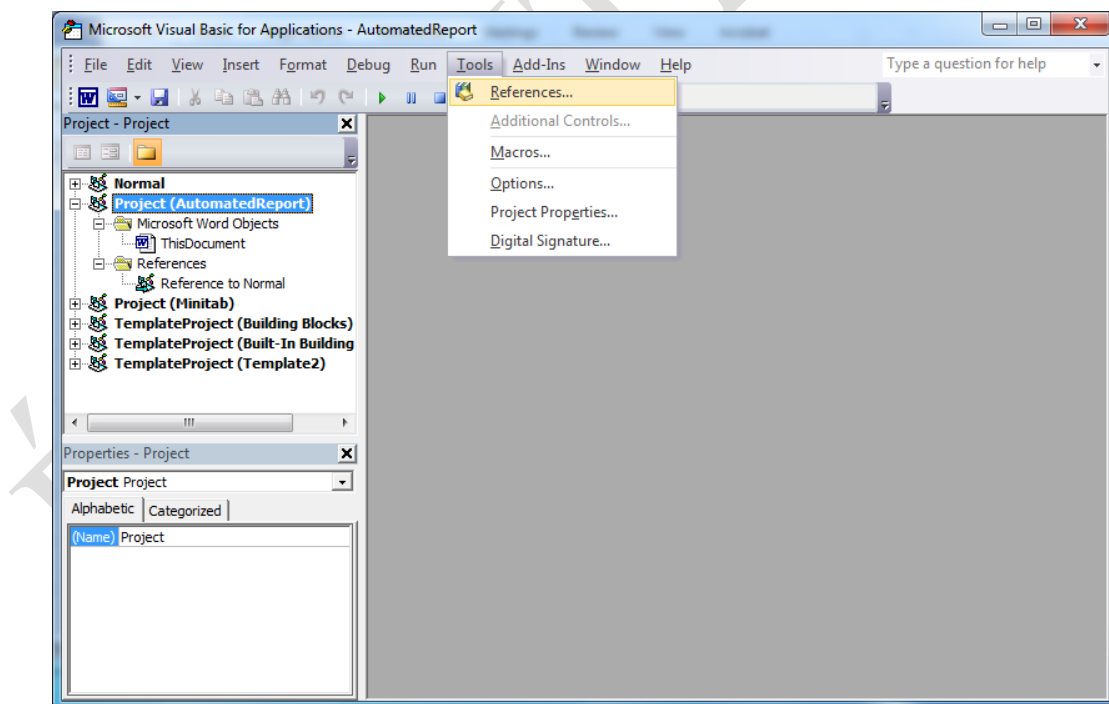 Microsoft Visual Basic for Applications - AutomatedReport
File Edit View Insert Format Debug Run Tools Add-Ins Window Help
Type a question for help
References...
Additional Controls...
Macros...
Options...
Project Properties...
Digital Signature...
Project - Project
Normal
Project (AutomatedReport)
Microsoft Word Objects
ThisDocument
References
Reference to Normal
Project (Minitab)
TemplateProject (Building Blocks)
TemplateProject (Built-In Building
TemplateProject (Template2)
Properties - Project
Project Project
Alphabetic Categorized
(Name) Project